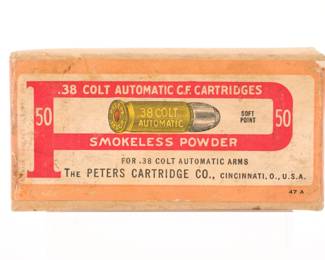 .38 COLT AUTOMATIC C.F. CARTRIDGES
50 .38 COLT AUTOMATIC SOFT POINT 50
SMOKELESS POWDER
FOR .38 COLT AUTOMATIC ARMS
THE PETERS CARTRIDGE CO., CINCINNATI, O., U.S.A.
47 A